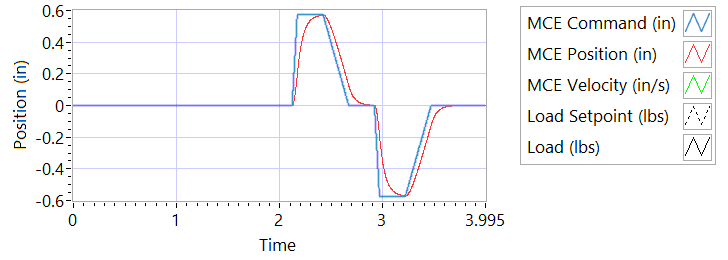 0.6
0.4
0.2
0
-0.2
-0.4
-0.6
Position (in)
0
1
2
3
3.995
Time
MCE Command (in)
MCE Position (in)
MCE Velocity (in/s)
Load Setpoint (lbs)
Load (lbs)